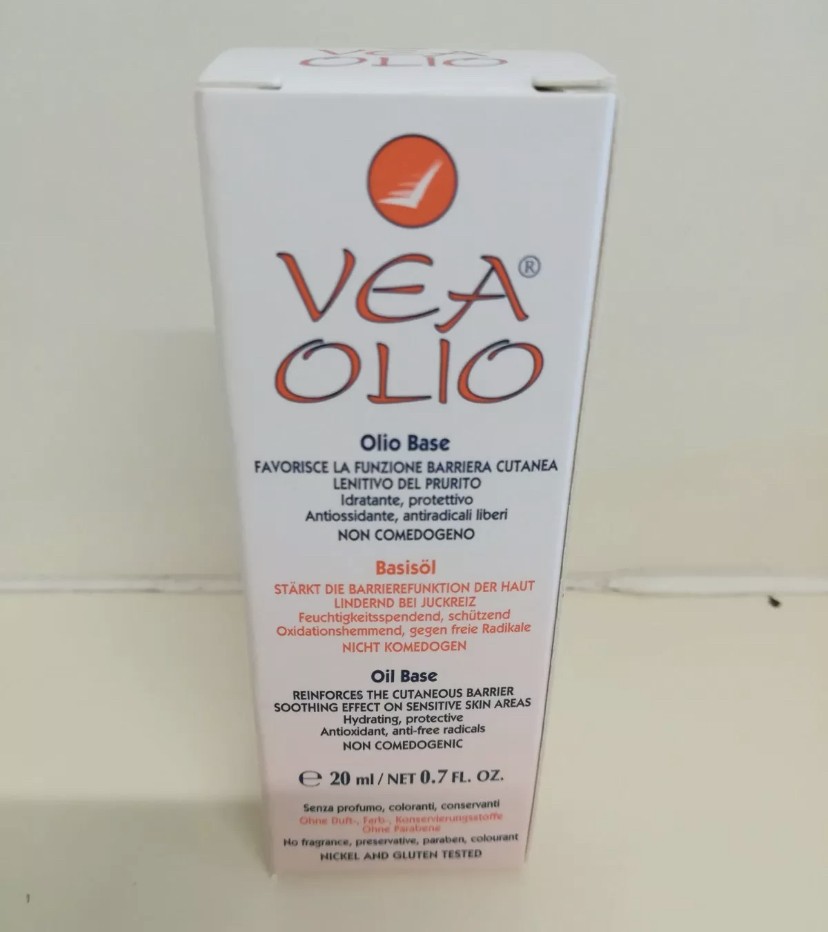 VEA
OLIO
VEA®
OLIO
Olio Base
FAVORISCE LA FUNZIONE BARRIERA CUTANEA
LENITIVO DEL PRURITO
Idratante, protettivo
Antiossidante, antiradicali liberi
NON COMEDOGENO
Basisöl
STÄRKT DIE BARRIEREFUNKTION DER HAUT
LINDERND BEI JUCKREIZ
Feuchtigkeitsspendend, schützend
Oxidationshemmend, gegen freie Radikale
NICHT KOMEDOGEN
Oil Base
REINFORCES THE CUTANEOUS BARRIER
SOOTHING EFFECT ON SENSITIVE SKIN AREAS
Hydrating, protective
Antioxidant, anti-free radicals
NON COMEDOGENIC
℮ 20 ml / NET 0.7 FL. OZ.
Senza profumo, coloranti, conservanti
Ohne Duft-, Farb-, Konservierungsstoffe
Ohne Parabene
No fragrance, preservative, paraben, colourant
NICKEL AND GLUTEN TESTED